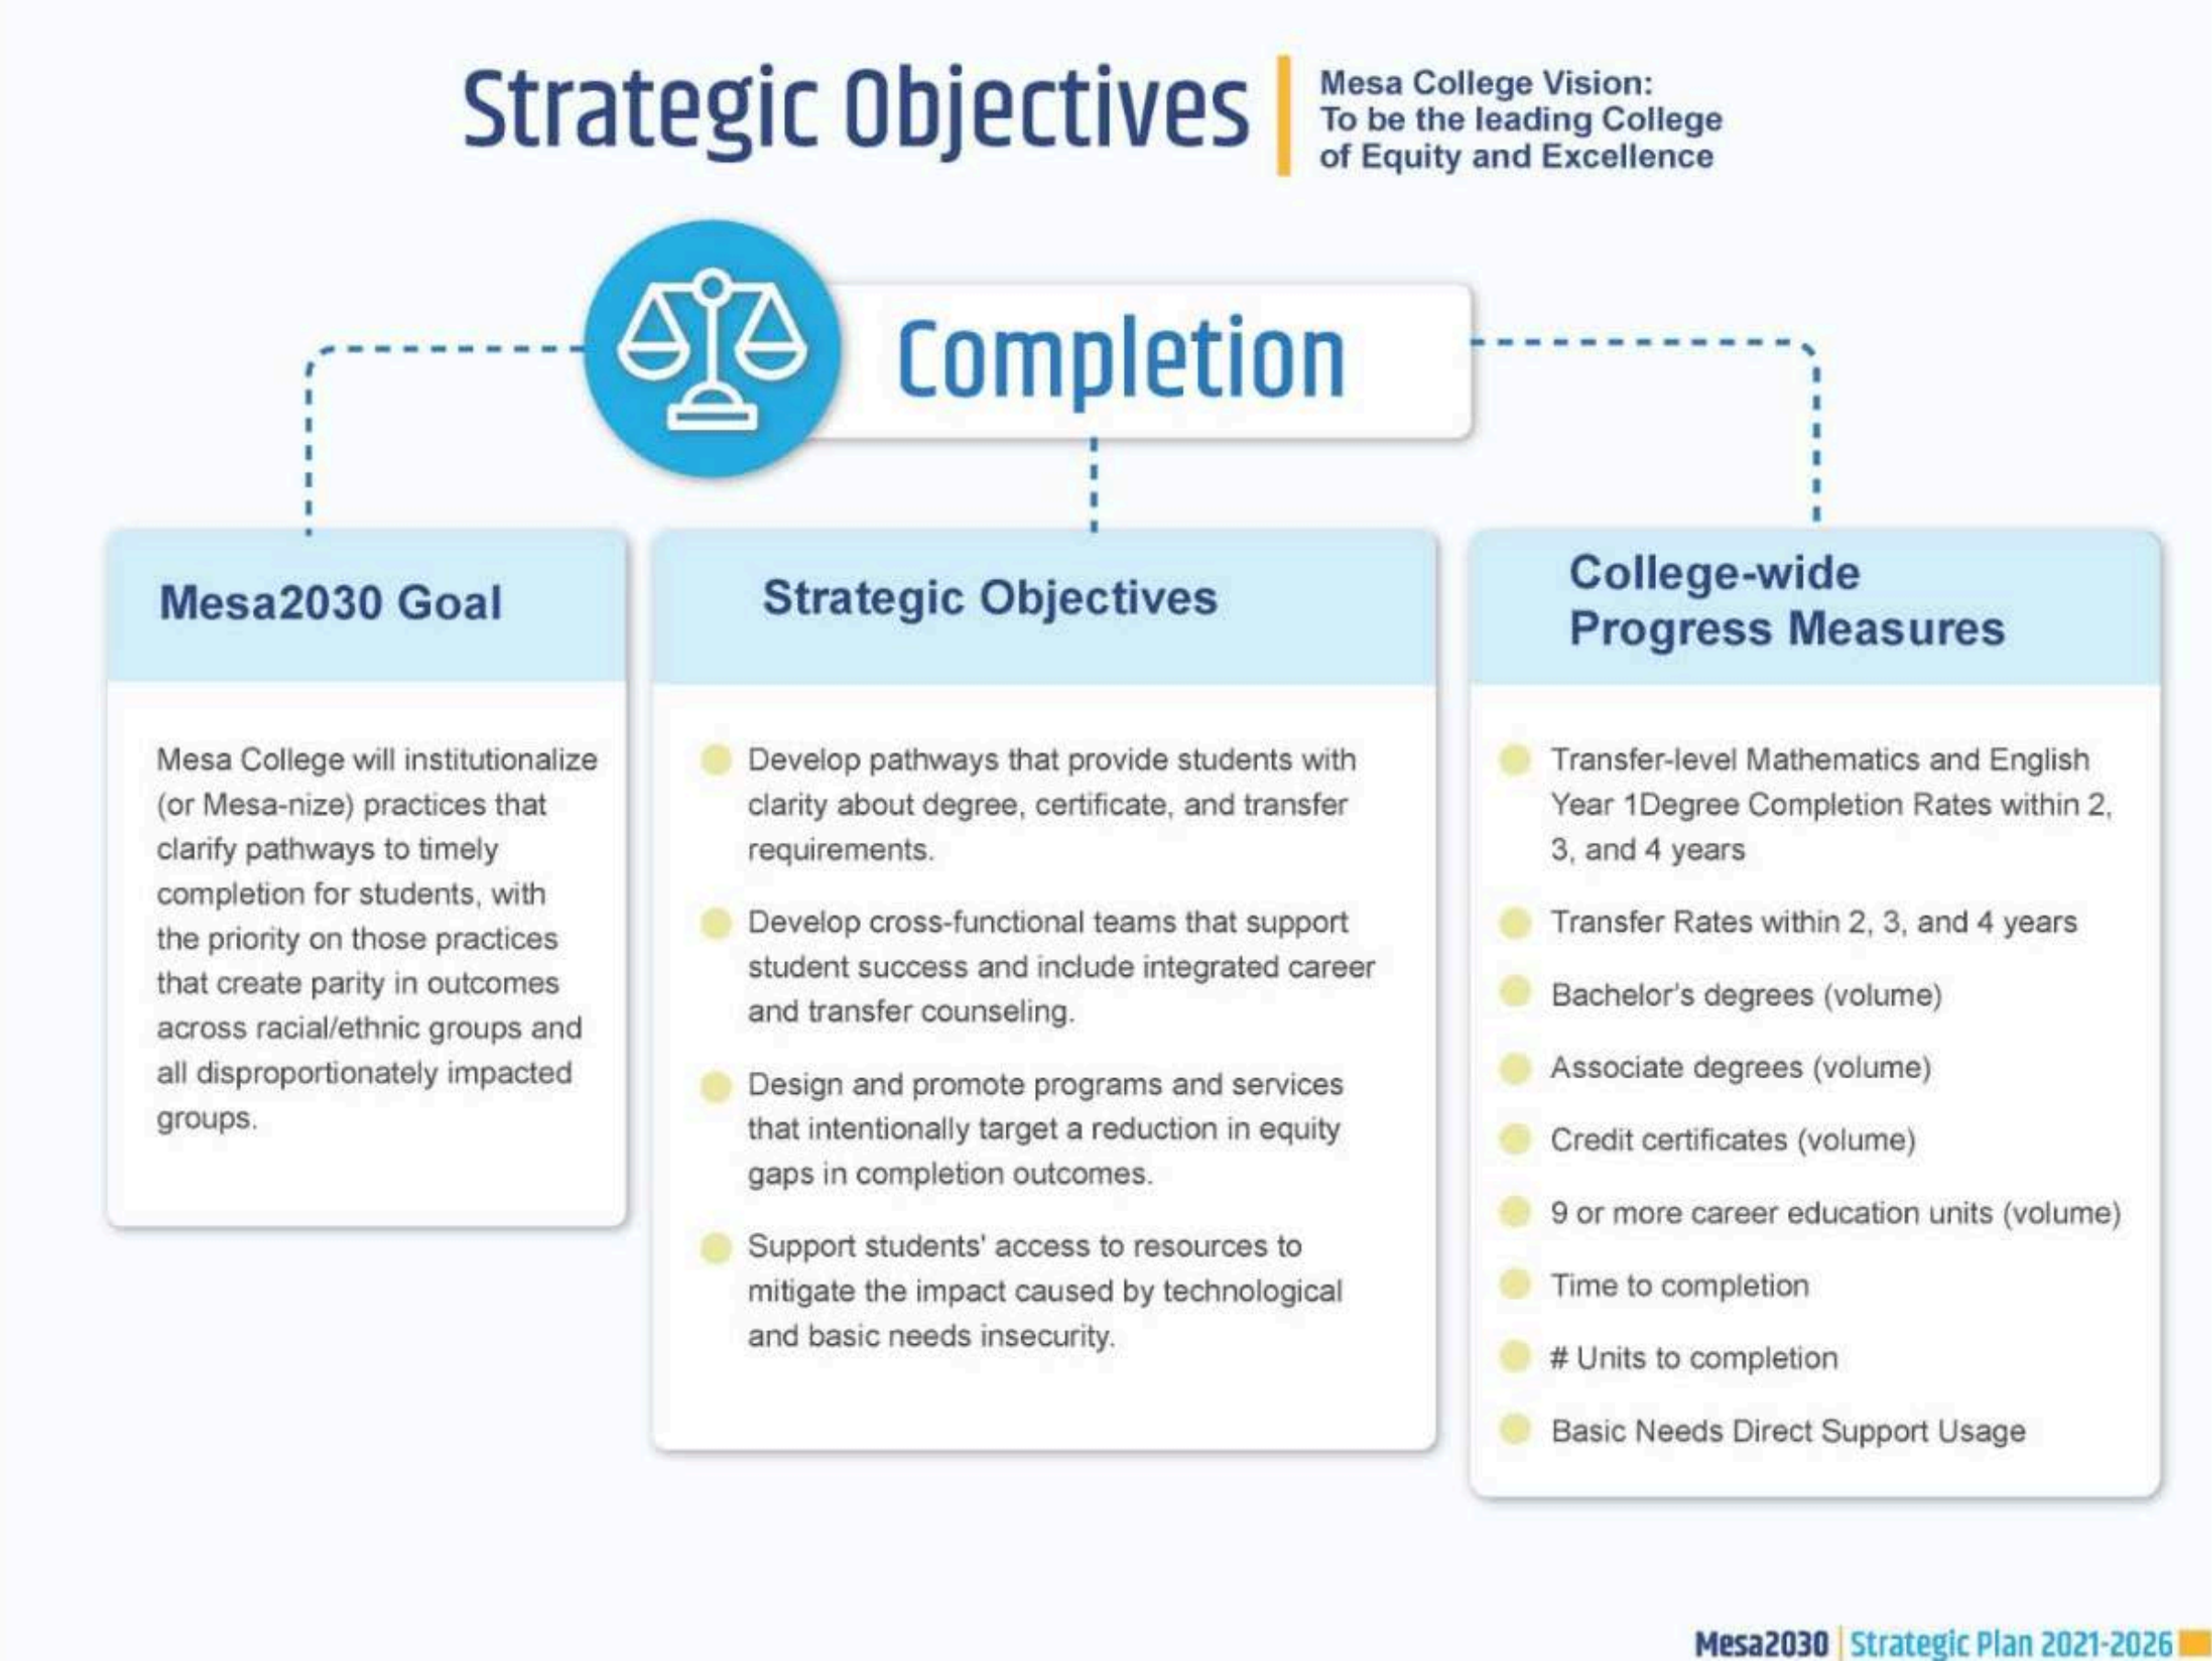 Strategic Objectives
Mesa College Vision:
To be the leading College
of Equity and Excellence
Completion
Mesa2030 Goal
Mesa College will institutionalize
(or Mesa-nize) practices that
clarify pathways to timely
completion for students, with
the priority on those practices
that create parity in outcomes
across racial/ethnic groups and
all disproportionately impacted
groups.
Strategic Objectives
Develop pathways that provide students with
clarity about degree, certificate, and transfer
requirements.
Develop cross-functional teams that support
student success and include integrated career
and transfer counseling.
Design and promote programs and services
that intentionally target a reduction in equity
gaps in completion outcomes.
Support students' access to resources to
mitigate the impact caused by technological
and basic needs insecurity.
College-wide
Progress Measures
Transfer-level Mathematics and English
Year 1Degree Completion Rates within 2,
3, and 4 years
Transfer Rates within 2, 3, and 4 years
Bachelor's degrees (volume)
Associate degrees (volume)
Credit certificates (volume)
9 or more career education units (volume)
Time to completion
# Units to completion
Basic Needs Direct Support Usage
Mesa2030 | Strategic Plan 2021-2026